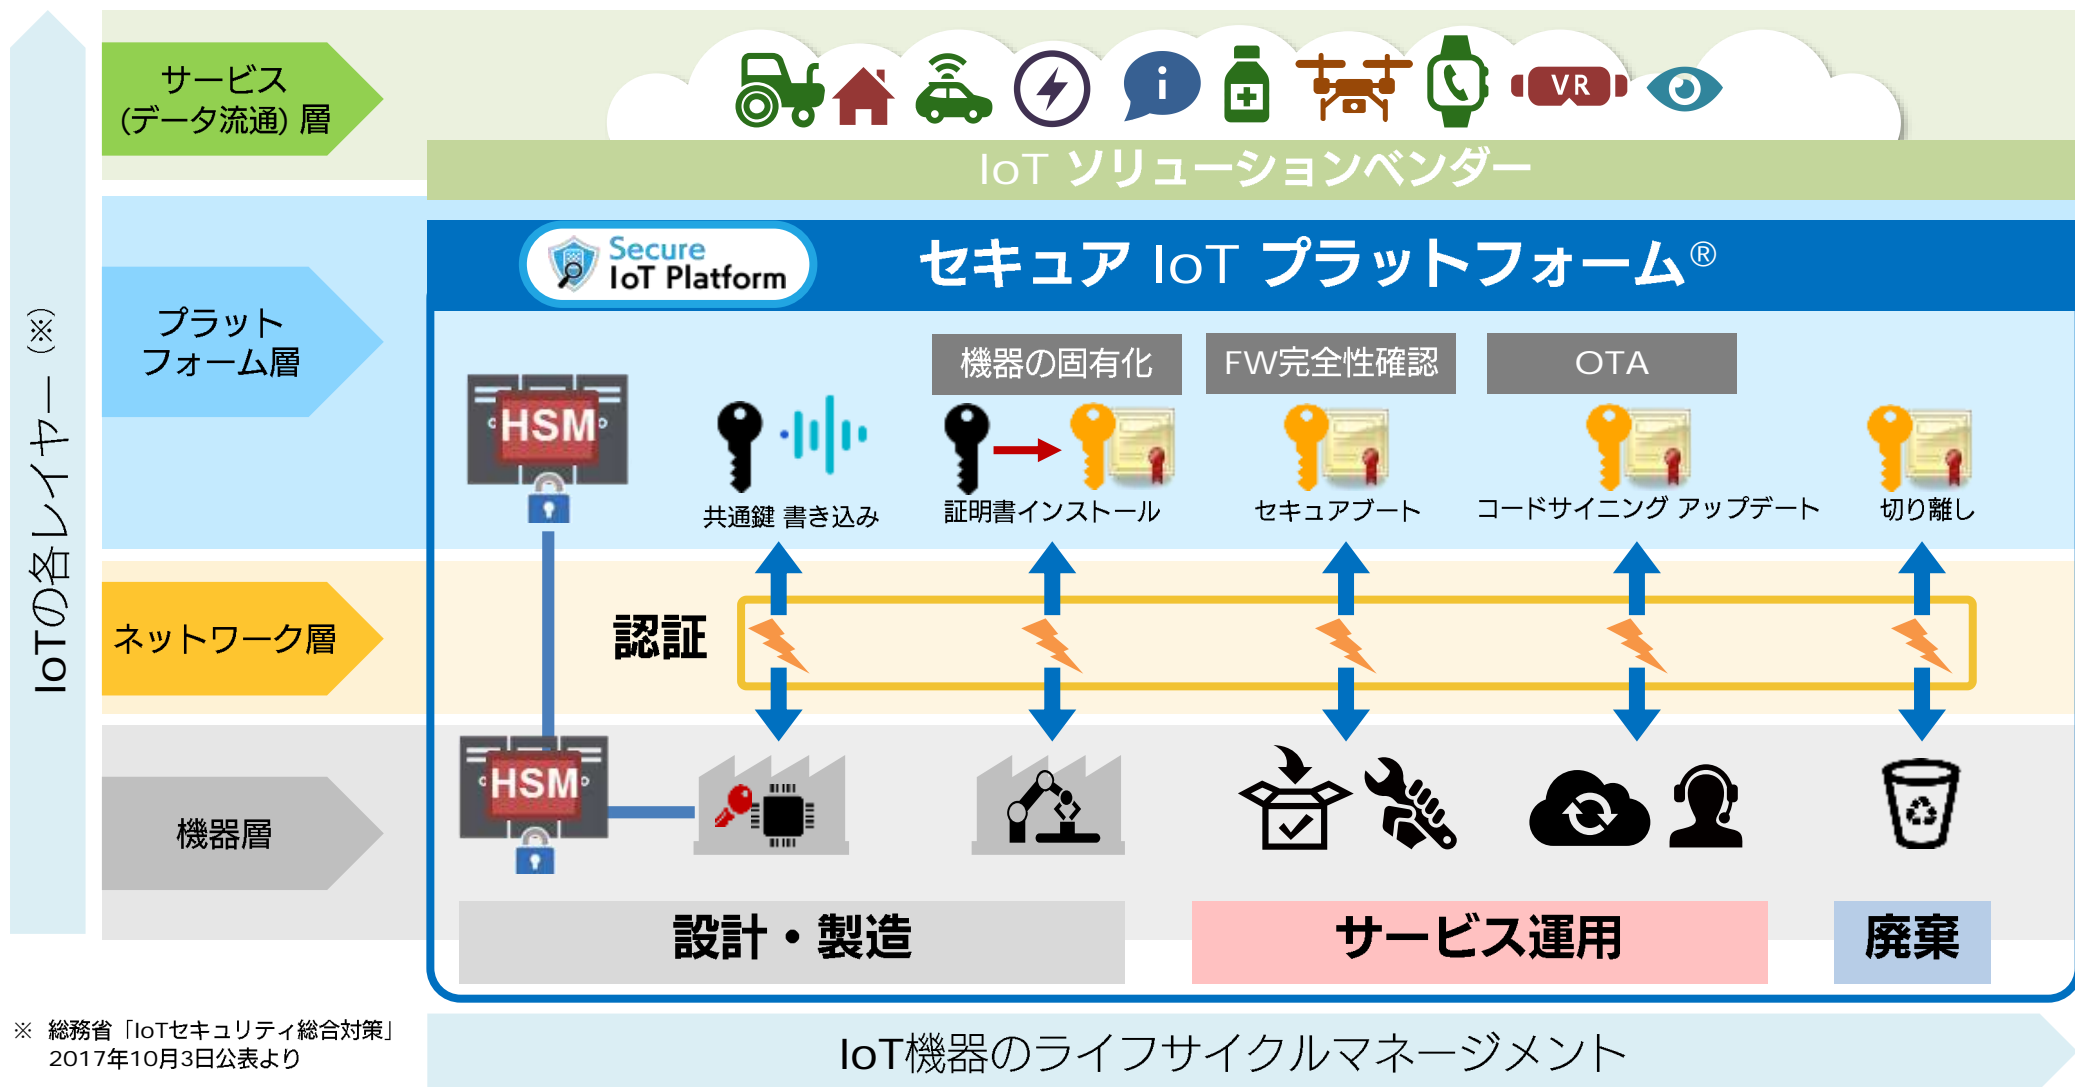 サービス
(データ流通) 層
i
VR
IoT ソリューションベンダー
Secure
IoT Platform
セキュア IoT プラットフォーム®
プラット
フォーム層
機器の固有化
FW完全性確認
OTA
HSM
共通鍵 書き込み
証明書インストール
セキュアブート
コードサイニング アップデート
切り離し
IoTの各レイヤー（※）
ネットワーク層
認証
機器層
HSM
設計・製造
サービス運用
廃棄
※ 総務省「IoTセキュリティ総合対策」
2017年10月3日公表より
IoT機器のライフサイクルマネージメント